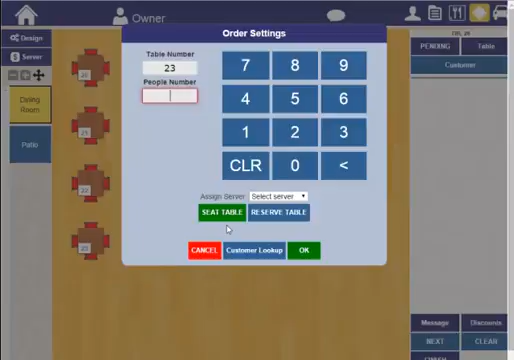 Owner
Order Settings
Design
Server
Table Number
23
People Number
7 8 9
4 5 6
1 2 3
CLR 0 <
Dining
Room
Patio
Assign Server: Select server
SEAT TABLE RESERVE TABLE
CANCEL Customer Lookup OK
PENDING Table
Customer
Message Discounts
NEXT CLEAR
FINISH